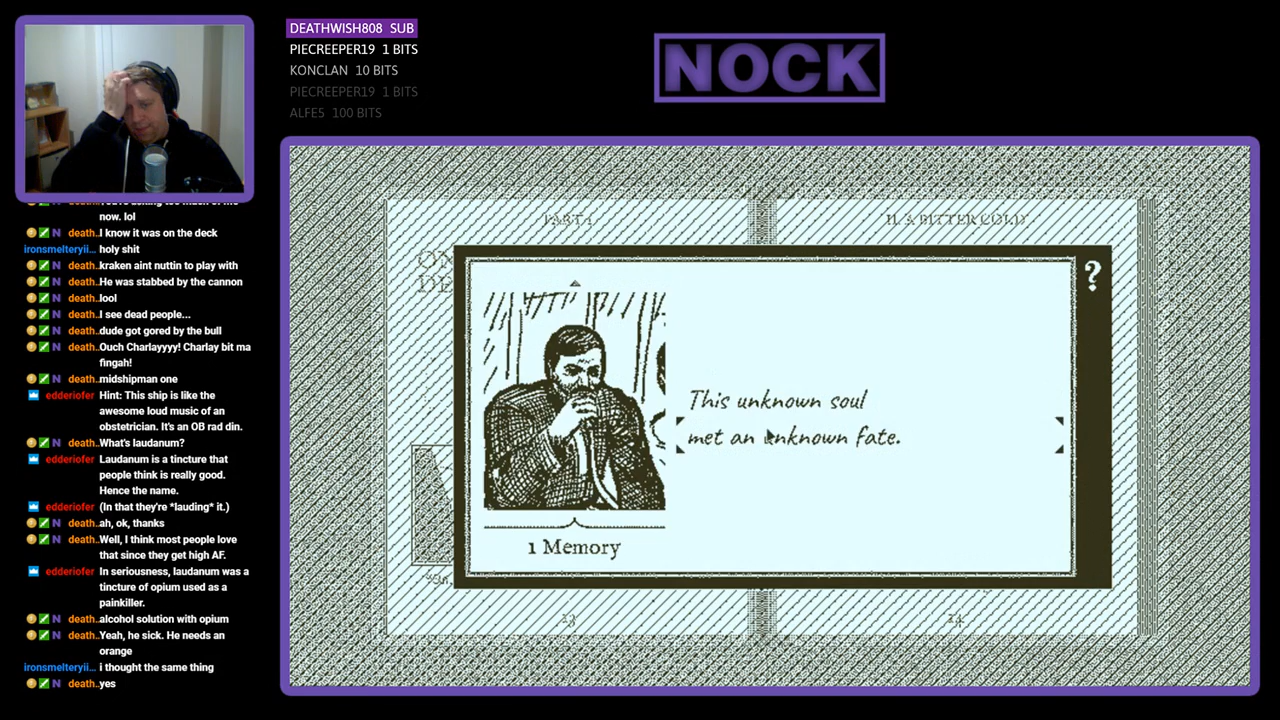 DEATHWISH808 SUB
PIECREEPER19 1 BITS
KONCLAN 10 BITS
PIECREEPER19 1 BITS
ALFE5 100 BITS
NOCK
now. lol
death.. I know it was on the deck
ironsmelteryii... holy shit
death.. kraken aint nuttin to play with
death.. He was stabbed by the cannon
death.. lool
death.. I see dead people...
death.. dude got gored by the bull
death.. Ouch Charlayyyy! Charlay bit ma
fingah!
death.. midshipman one
edderiofer Hint: This ship is like the
awesome loud music of an
obstetrician. It's an OB rad din.
death.. What's laudanum?
edderiofer Laudanum is a tincture that
people think is really good.
Hence the name.
edderiofer (In that they're *lauding* it.)
death.. ah, ok, thanks
death.. Well, I think most people love
that since they get high AF.
edderiofer In seriousness, laudanum was a
tincture of opium used as a
painkiller.
death.. alcohol solution with opium
death.. Yeah, he sick. He needs an
orange
ironsmelteryii... i thought the same thing
death.. yes
II. A BITTER COLD
?
This unknown soul
met an unknown fate.
1 Memory
13
14